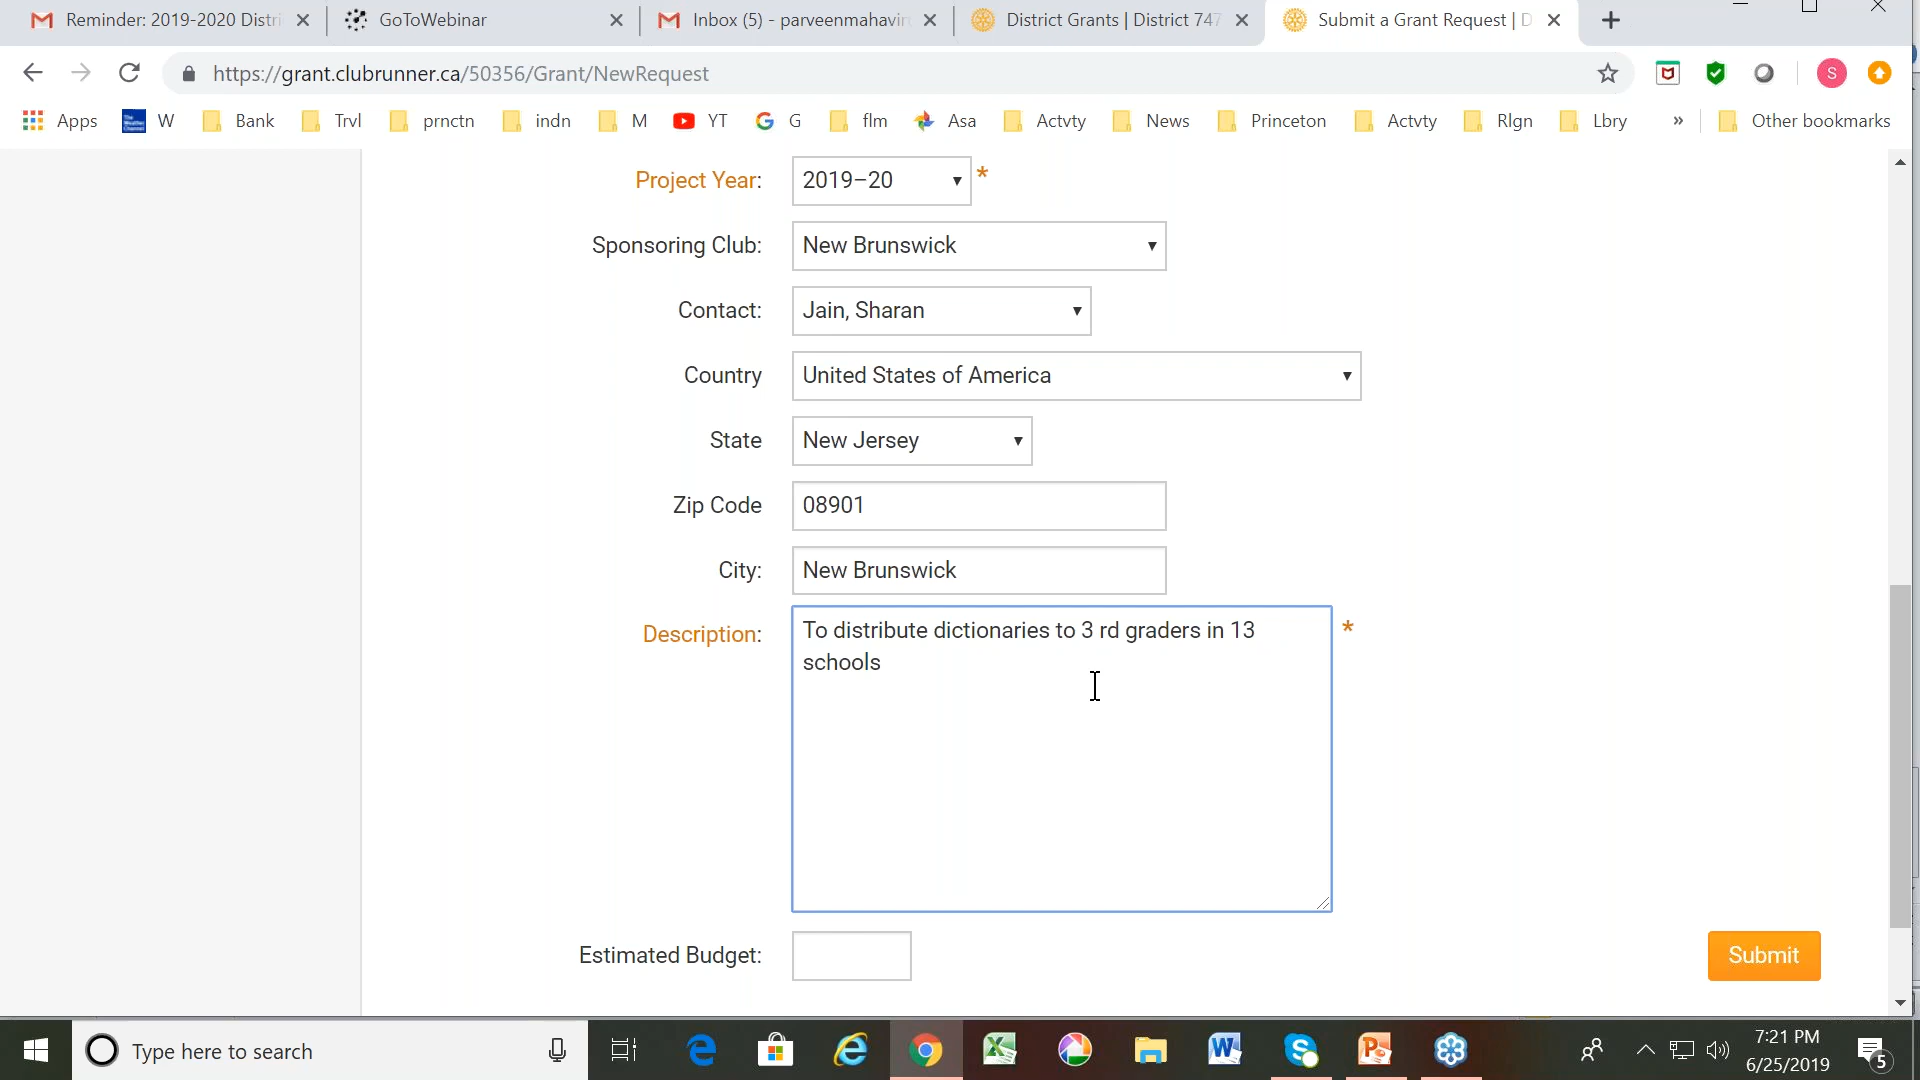 Reminder: 2019-2020 Distri
GoToWebinar
Inbox (5) - parveenmahavir
District Grants | District 747
Submit a Grant Request | D
https://grant.clubrunner.ca/50356/Grant/NewRequest
S
Apps
W
Bank
Trvl
prnctn
indn
M
YT
G
flm
Asa
Actvty
News
Princeton
Actvty
Rlgn
Lbry
»
Other bookmarks
Project Year: 2019-20 *
Sponsoring Club: New Brunswick
Contact: Jain, Sharan
Country United States of America
State New Jersey
Zip Code 08901
City: New Brunswick
Description: To distribute dictionaries to 3 rd graders in 13 *
schools
Estimated Budget:
Submit
Type here to search
7:21 PM
6/25/2019
5